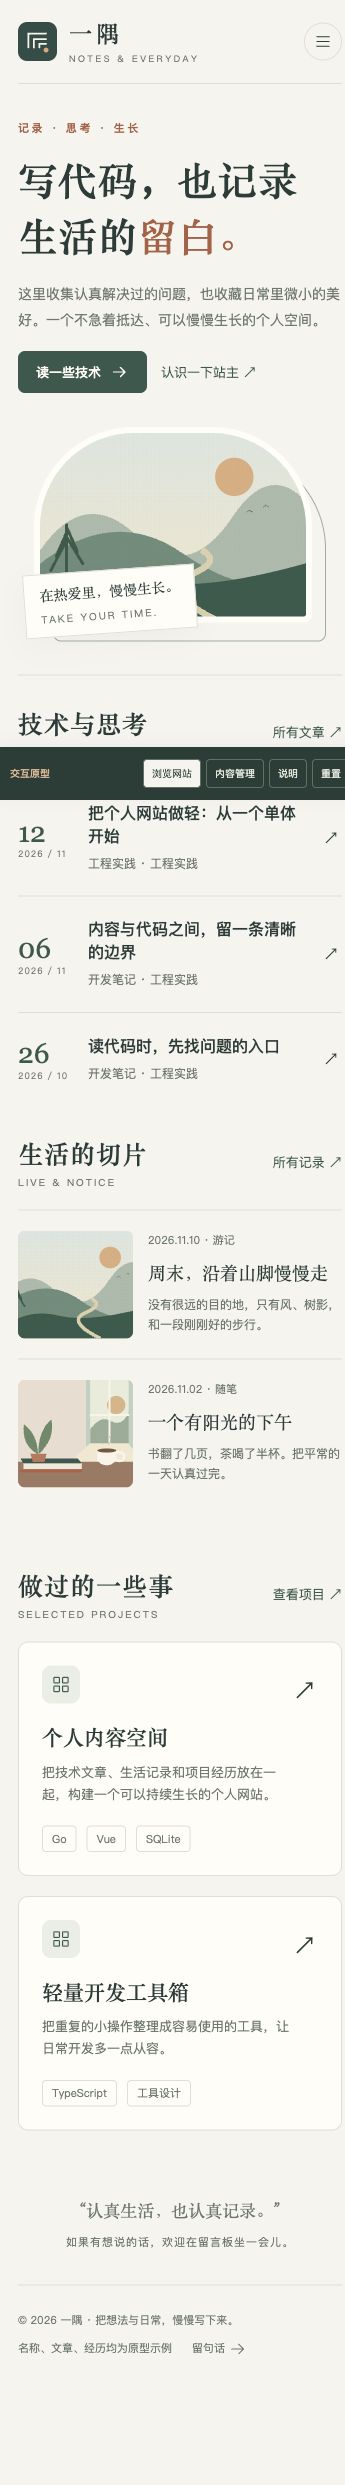 一隅
NOTES & EVERYDAY
记录 · 思考 · 生长
写代码，也记录
生活的留白。
这里收集认真解决过的问题，也收藏日常里微小的美
好。一个不急着抵达、可以慢慢生长的个人空间。
读一些技术 →
认识一下站主 ↗
在热爱里，慢慢生长。
TAKE YOUR TIME.
技术与思考
所有文章 ↗
交互原型
浏览网站
内容管理
说明
重置
12
2026 / 11
把个人网站做轻：从一个单体
开始
工程实践 · 工程实践
↗
06
2026 / 11
内容与代码之间，留一条清晰
的边界
开发笔记 · 工程实践
↗
26
2026 / 10
读代码时，先找问题的入口
开发笔记 · 工程实践
↗
生活的切片
LIVE & NOTICE
所有记录 ↗
2026.11.10 · 游记
周末，沿着山脚慢慢走
没有很远的目的地，只有风、树影，
和一段刚刚好的步行。
2026.11.02 · 随笔
一个有阳光的下午
书翻了几页，茶喝了半杯。把平常的
一天认真过完。
做过的一些事
SELECTED PROJECTS
查看项目 ↗
↗
个人内容空间
把技术文章、生活记录和项目经历放在一
起，构建一个可以持续生长的个人网站。
Go
Vue
SQLite
↗
轻量开发工具箱
把重复的小操作整理成容易使用的工具，让
日常开发多一点从容。
TypeScript
工具设计
“认真生活，也认真记录。”
如果有想说的话，欢迎在留言板坐一会儿。
© 2026 一隅 · 把想法与日常，慢慢写下来。
名称、文章、经历均为原型示例
留句话 →